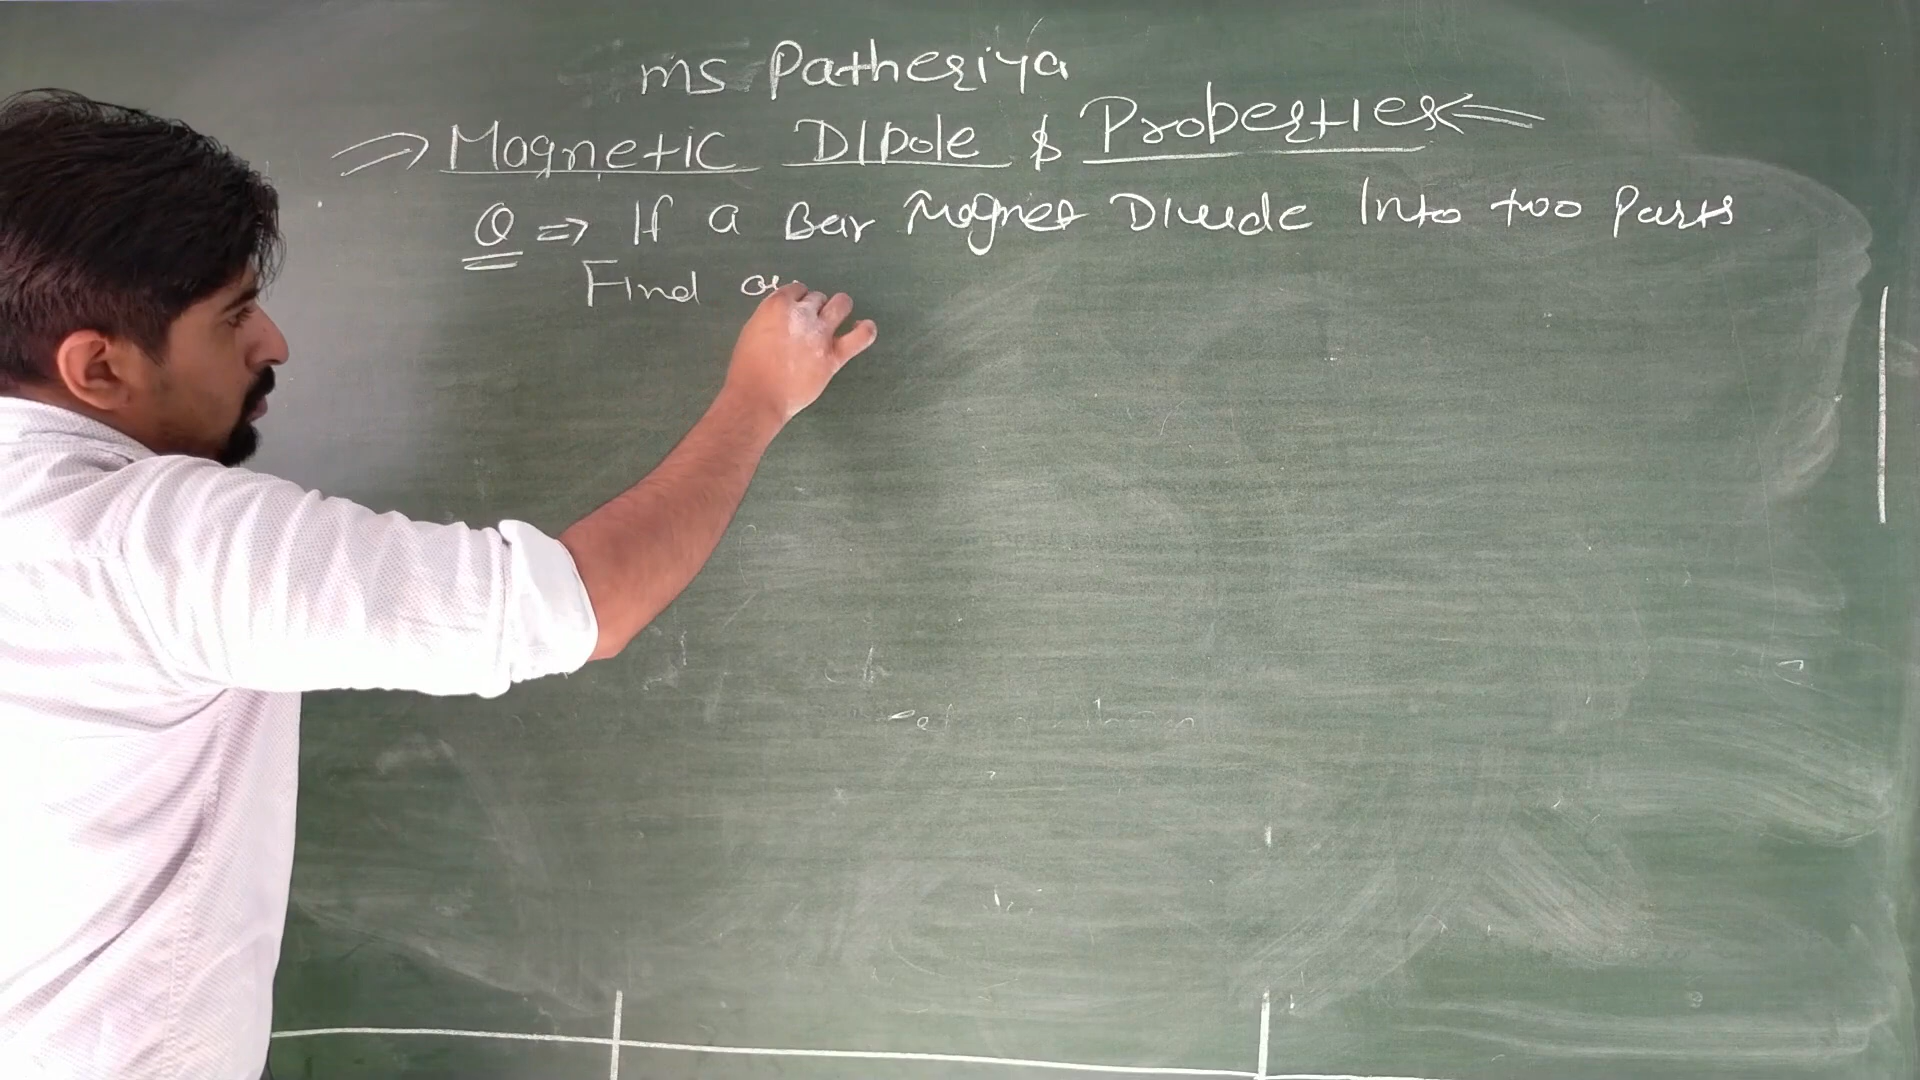 ms Patheriya
⇒ Magnetic Dipole & Properties ⇐
Q ⇒ If a Bar Magnet Divide Into two Parts
Find